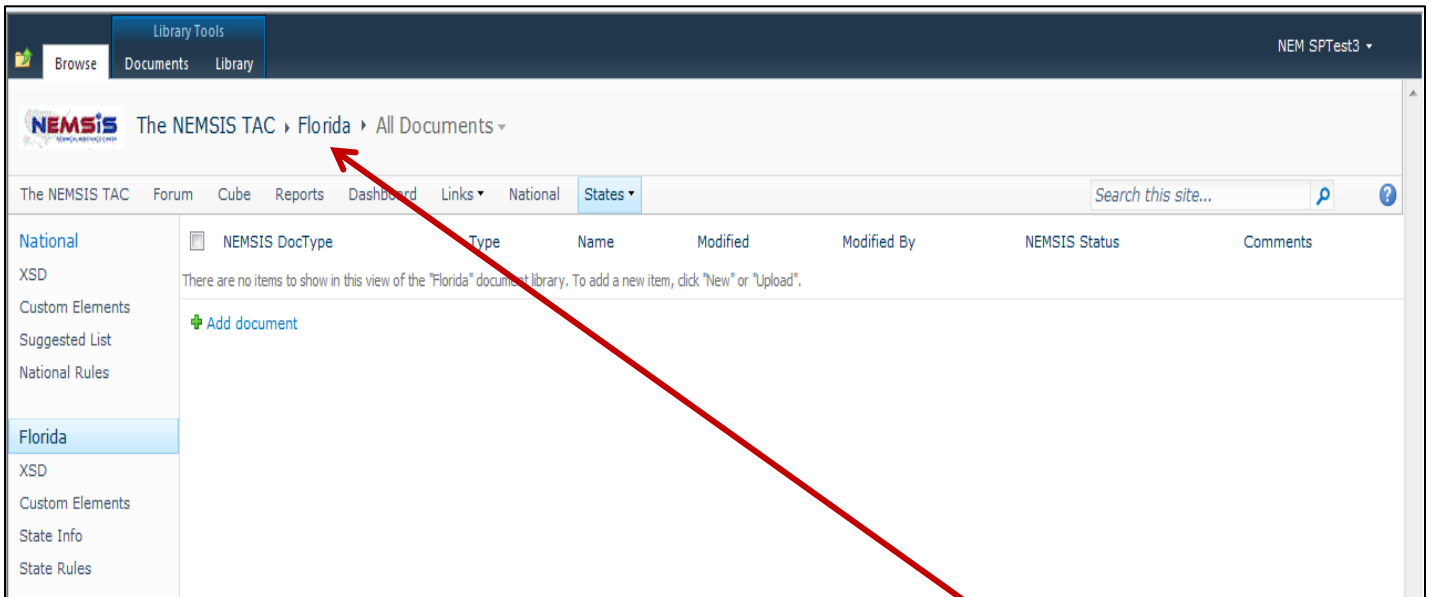 Library Tools
Browse Documents Library
NEM SPTest3
NEMSIS The NEMSIS TAC Florida All Documents
The NEMSIS TAC Forum Cube Reports Dashboard Links National States Search this site...
National NEMSIS DocType Type Name Modified Modified By NEMSIS Status Comments
XSD There are no items to show in this view of the "Florida" document library. To add a new item, click "New" or "Upload".
Custom Elements
Add document
Suggested List
National Rules
Florida
XSD
Custom Elements
State Info
State Rules